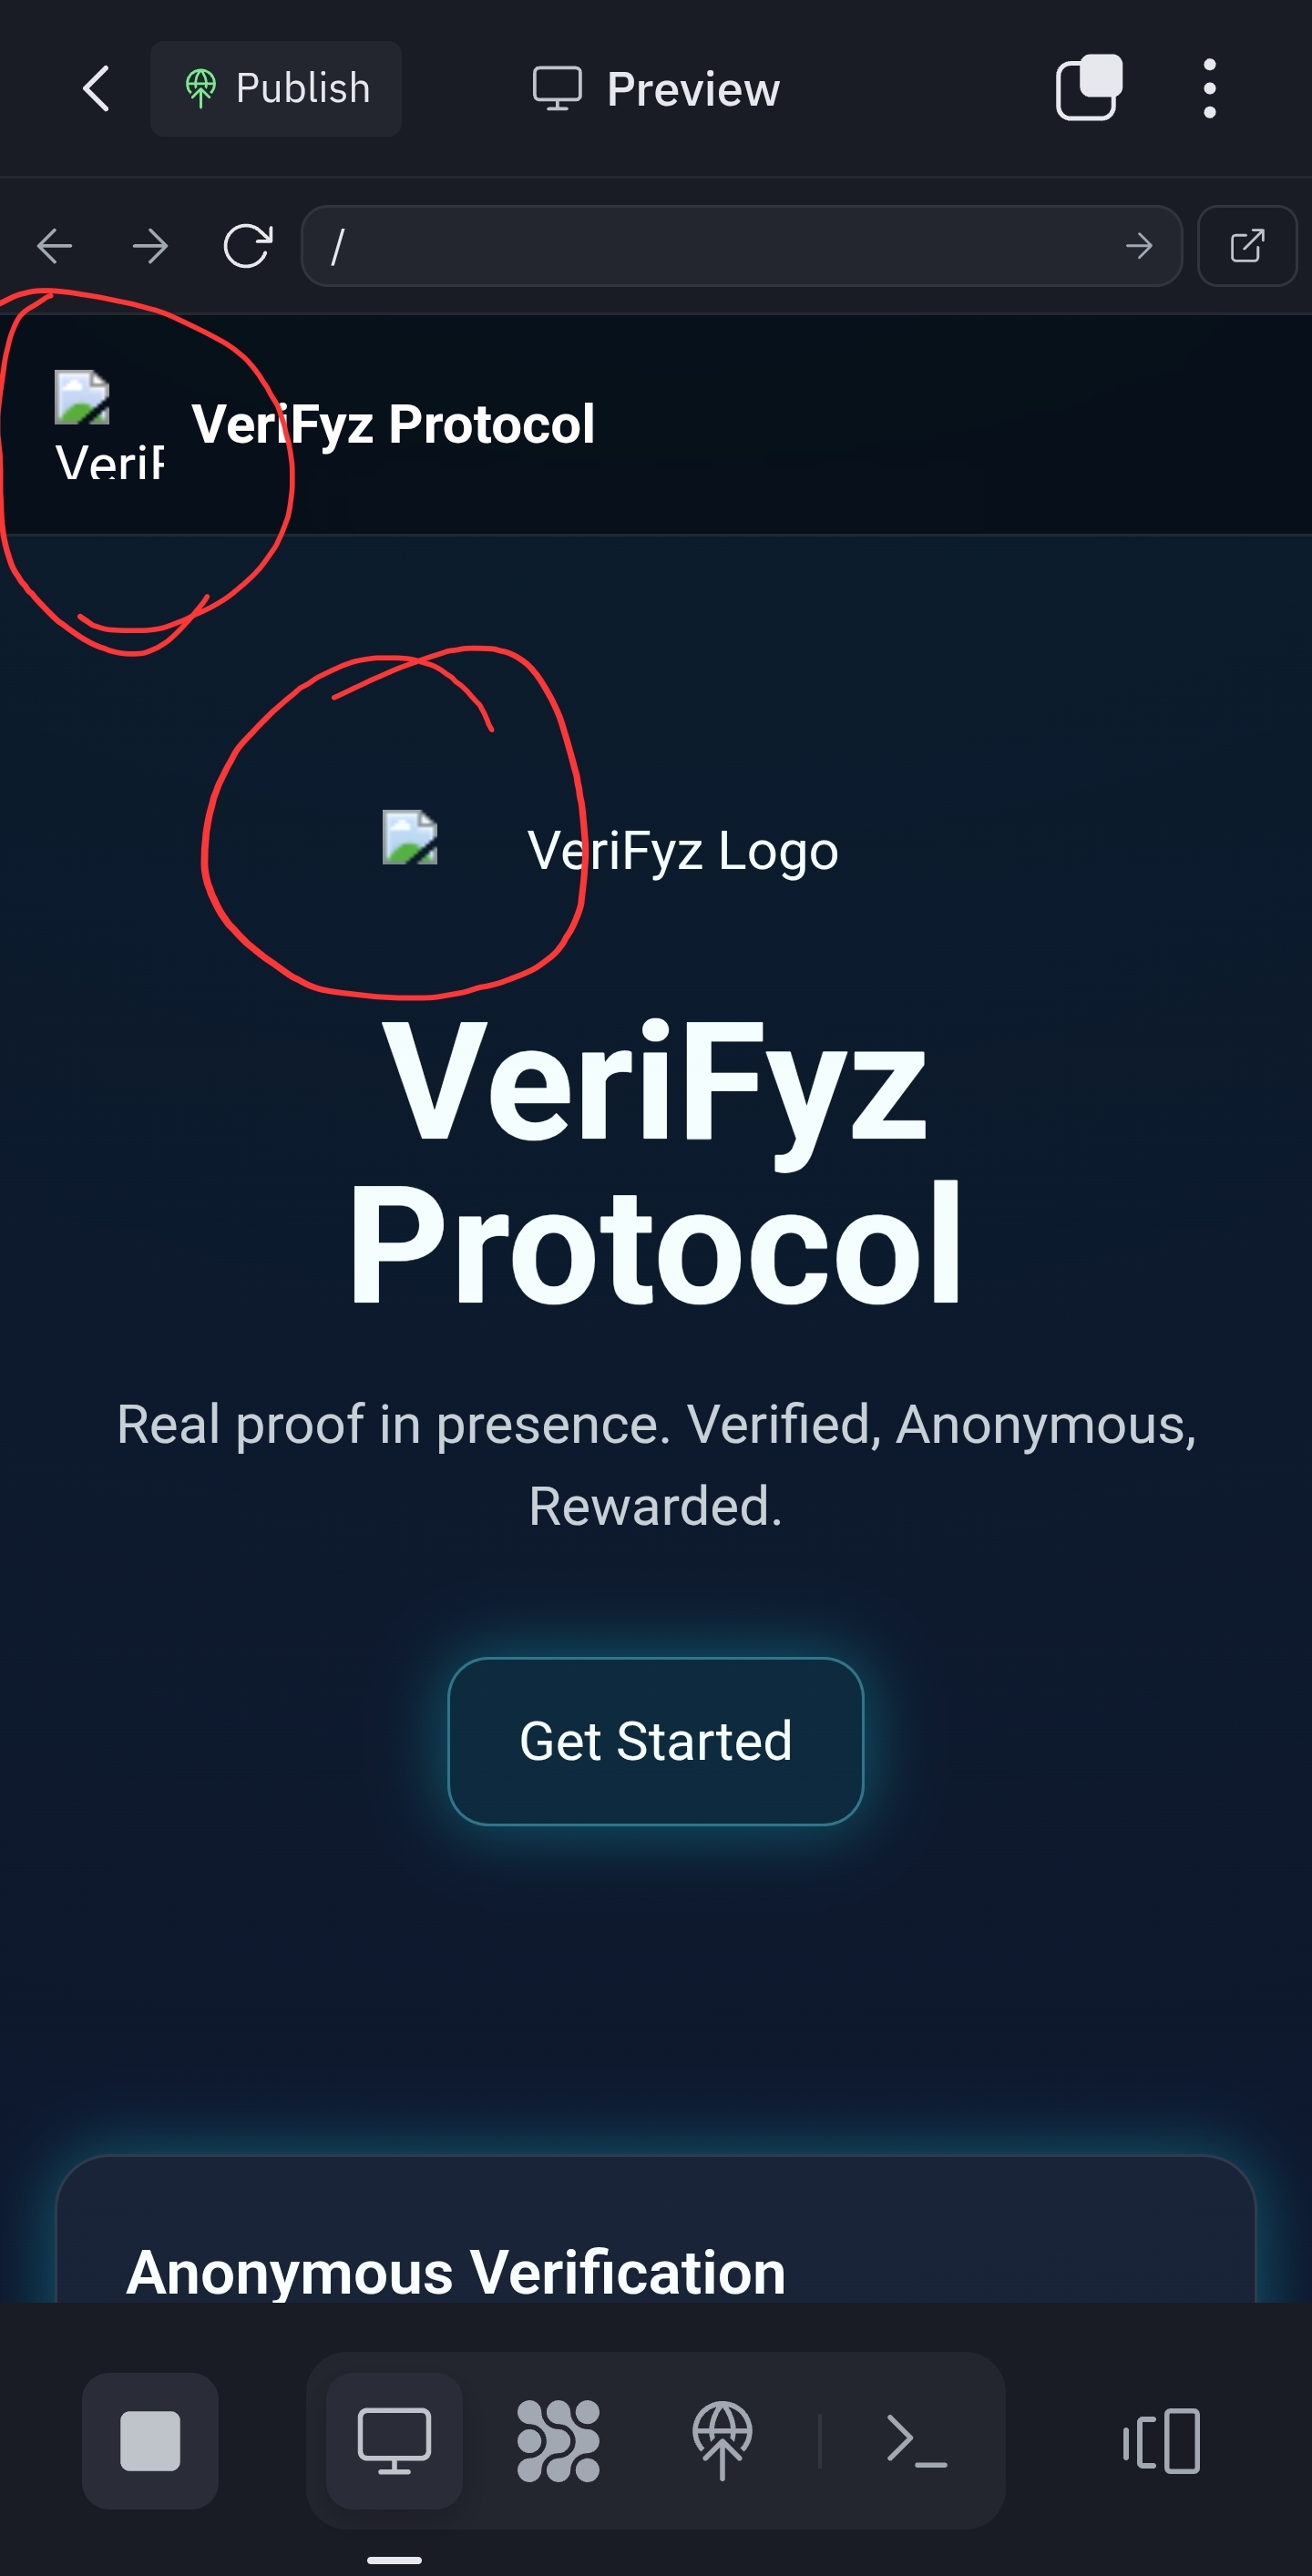 Publish
Preview
/
VeriF
VeriFyz Protocol
VeriFyz Logo
VeriFyz
Protocol
Real proof in presence. Verified, Anonymous,
Rewarded.
Get Started
Anonymous Verification